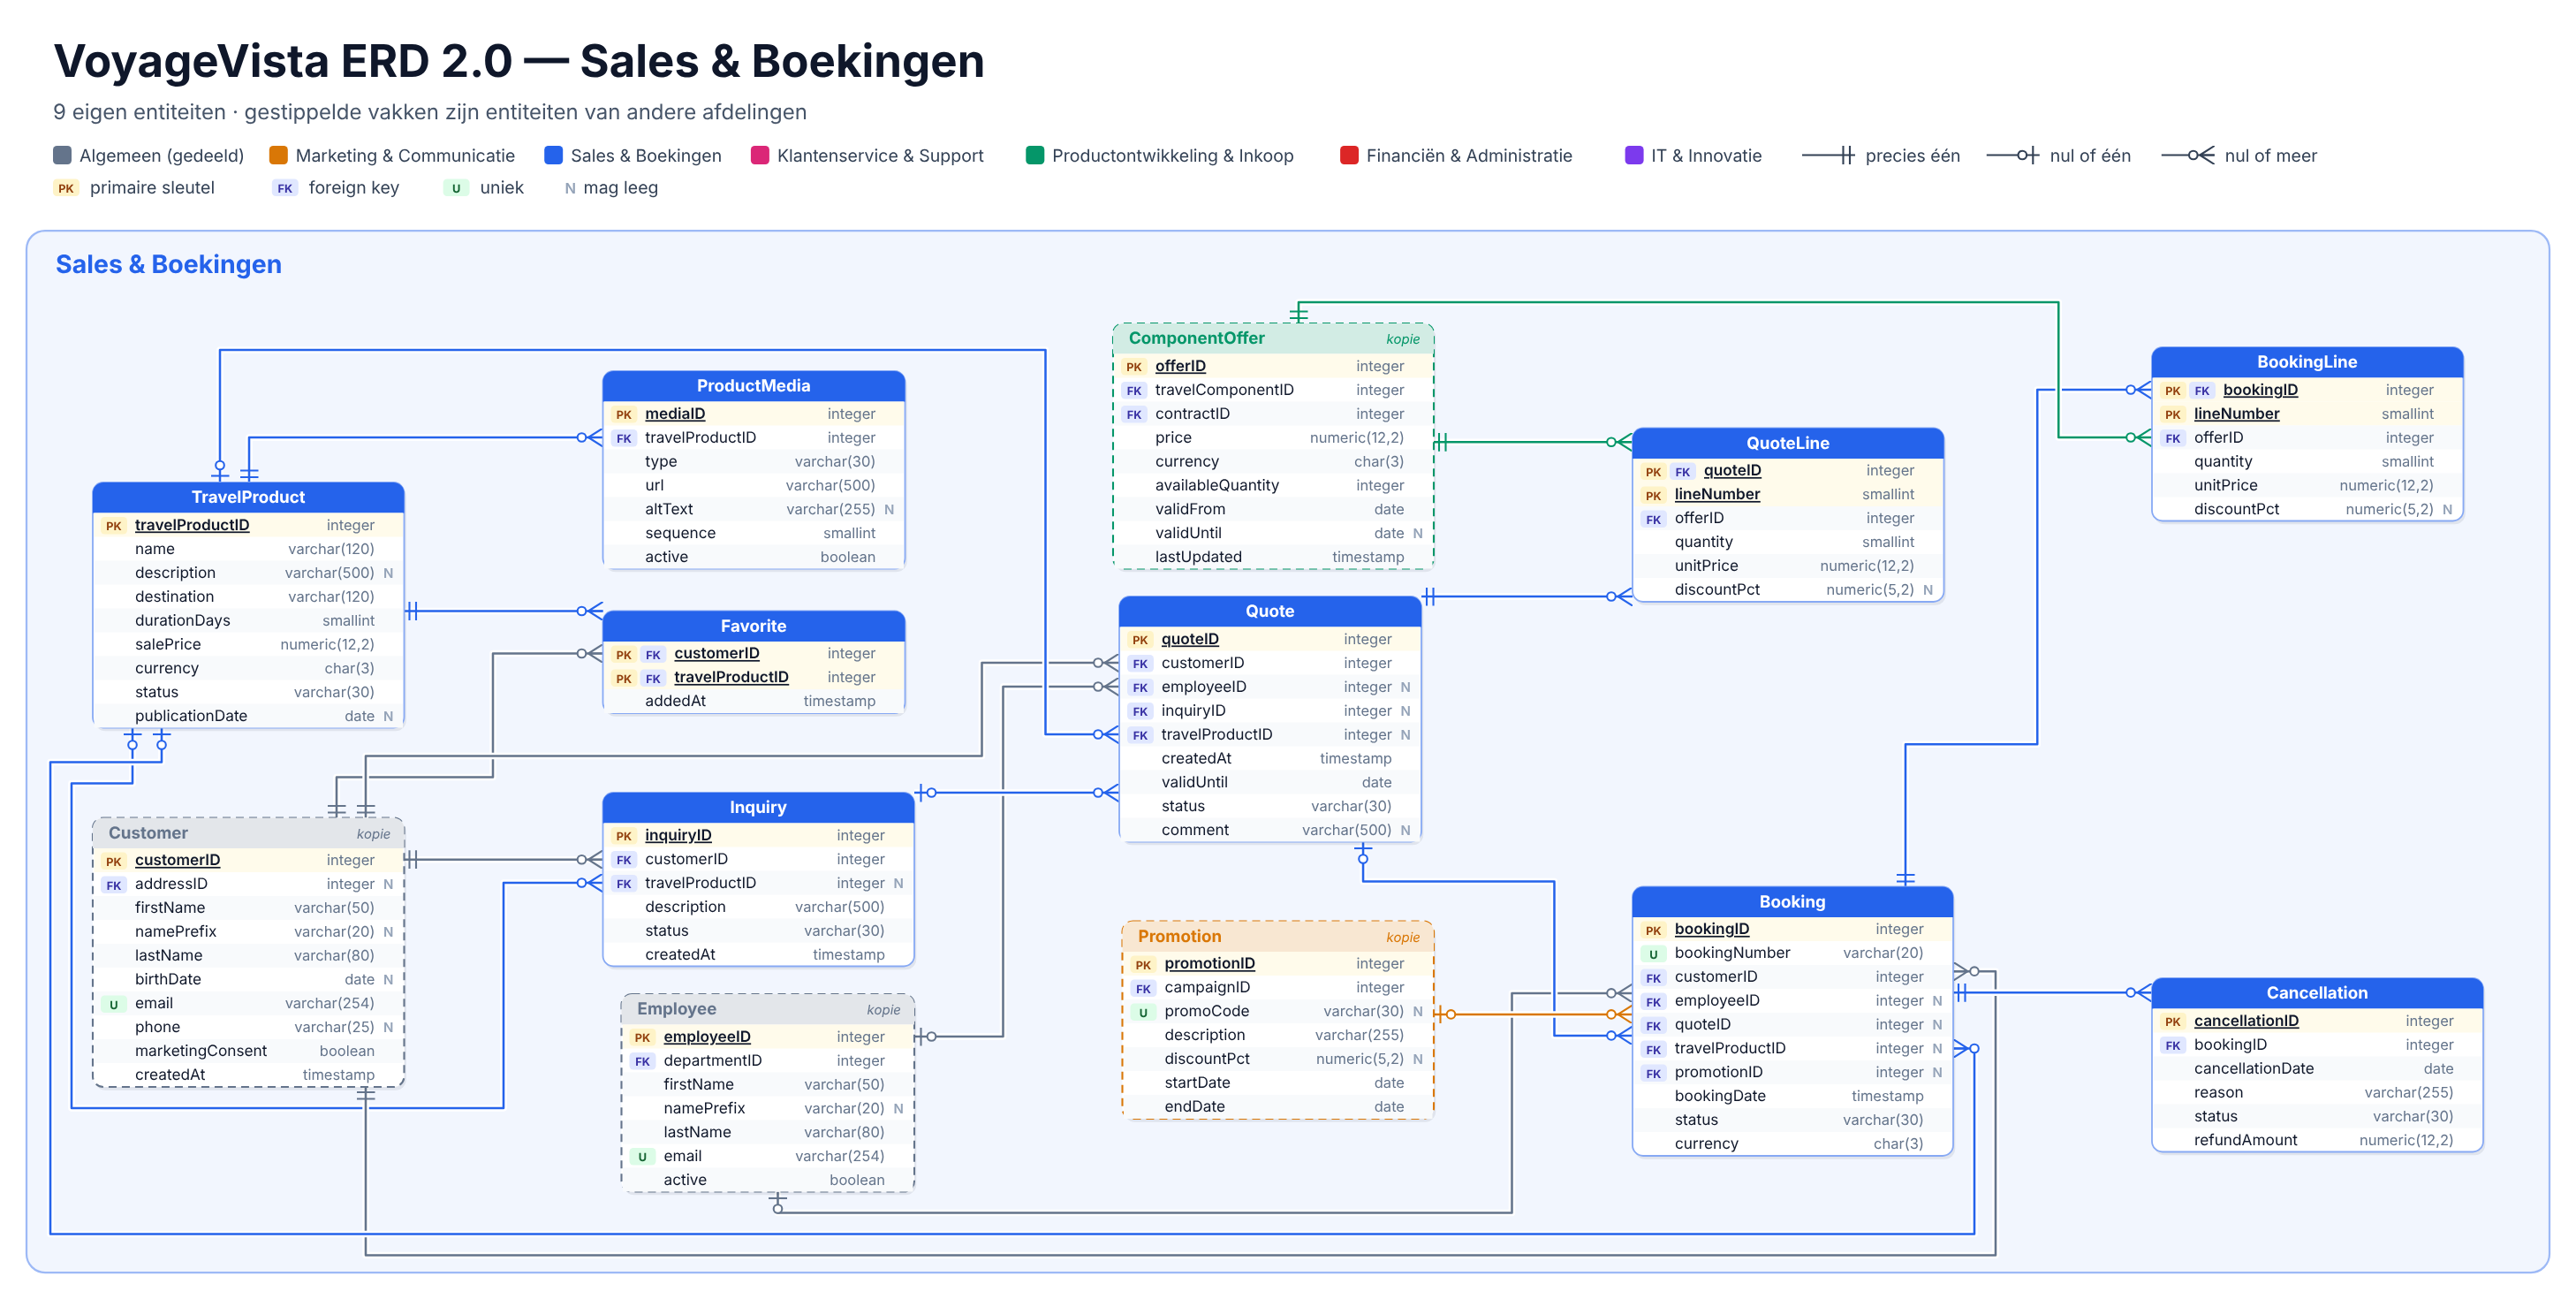 VoyageVista ERD 2.0 — Sales & Boekingen
9 eigen entiteiten · gestippelde vakken zijn entiteiten van andere afdelingen
Algemeen (gedeeld) Marketing & Communicatie Sales & Boekingen Klantenservice & Support Productontwikkeling & Inkoop Financiën & Administratie IT & Innovatie precies één nul of één nul of meer
PK primaire sleutel FK foreign key U uniek N mag leeg
Sales & Boekingen
TravelProduct
PK travelProductID integer
name varchar(120)
description varchar(500) N
destination varchar(120)
durationDays smallint
salePrice numeric(12,2)
currency char(3)
status varchar(30)
publicationDate date N
Customer kopie
PK customerID integer
FK addressID integer N
firstName varchar(50)
namePrefix varchar(20) N
lastName varchar(80)
birthDate date N
U email varchar(254)
phone varchar(25) N
marketingConsent boolean
createdAt timestamp
ProductMedia
PK mediaID integer
FK travelProductID integer
type varchar(30)
url varchar(500)
altText varchar(255) N
sequence smallint
active boolean
Favorite
PK FK customerID integer
PK FK travelProductID integer
addedAt timestamp
Inquiry
PK inquiryID integer
FK customerID integer
FK travelProductID integer N
description varchar(500)
status varchar(30)
createdAt timestamp
Employee kopie
PK employeeID integer
FK departmentID integer
firstName varchar(50)
namePrefix varchar(20) N
lastName varchar(80)
U email varchar(254)
active boolean
ComponentOffer kopie
PK offerID integer
FK travelComponentID integer
FK contractID integer
price numeric(12,2)
currency char(3)
availableQuantity integer
validFrom date
validUntil date N
lastUpdated timestamp
Quote
PK quoteID integer
FK customerID integer
FK employeeID integer N
FK inquiryID integer N
FK travelProductID integer N
createdAt timestamp
validUntil date
status varchar(30)
comment varchar(500) N
Promotion kopie
PK promotionID integer
FK campaignID integer
U promoCode varchar(30) N
description varchar(255)
discountPct numeric(5,2) N
startDate date
endDate date
QuoteLine
PK FK quoteID integer
PK lineNumber smallint
FK offerID integer
quantity smallint
unitPrice numeric(12,2)
discountPct numeric(5,2) N
Booking
PK bookingID integer
U bookingNumber varchar(20)
FK customerID integer
FK employeeID integer N
FK quoteID integer N
FK travelProductID integer N
FK promotionID integer N
bookingDate timestamp
status varchar(30)
currency char(3)
BookingLine
PK FK bookingID integer
PK lineNumber smallint
FK offerID integer
quantity smallint
unitPrice numeric(12,2)
discountPct numeric(5,2) N
Cancellation
PK cancellationID integer
FK bookingID integer
cancellationDate date
reason varchar(255)
status varchar(30)
refundAmount numeric(12,2)